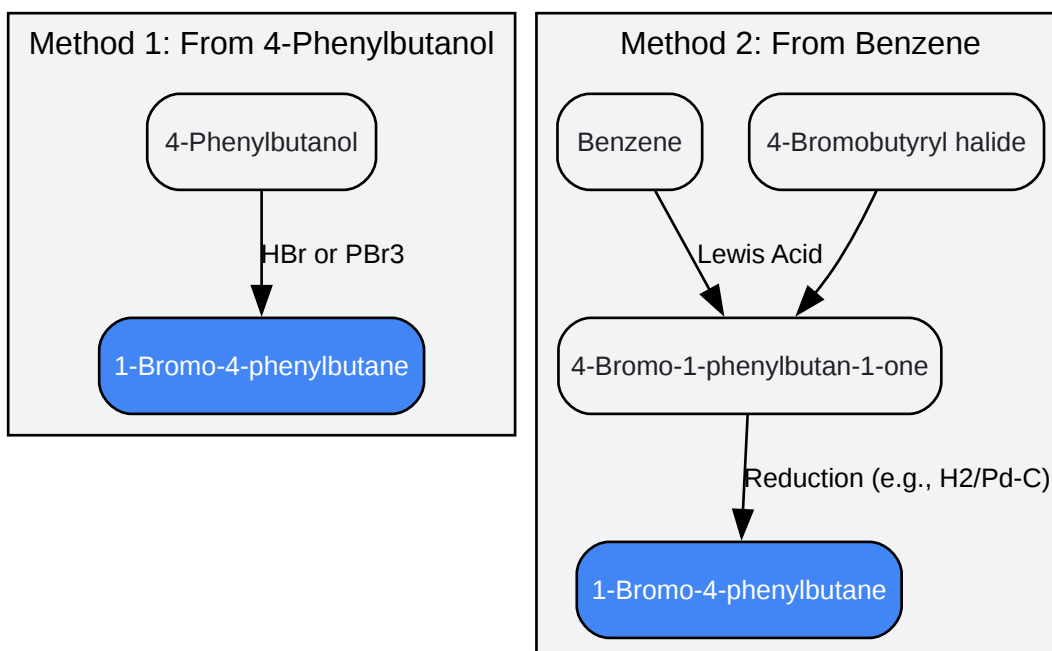 Method 1: From 4-Phenylbutanol
4-Phenylbutanol
HBr or PBr3
1-Bromo-4-phenylbutane
Method 2: From Benzene
Benzene
4-Bromobutyryl halide
Lewis Acid
4-Bromo-1-phenylbutan-1-one
Reduction (e.g., H2/Pd-C)
1-Bromo-4-phenylbutane